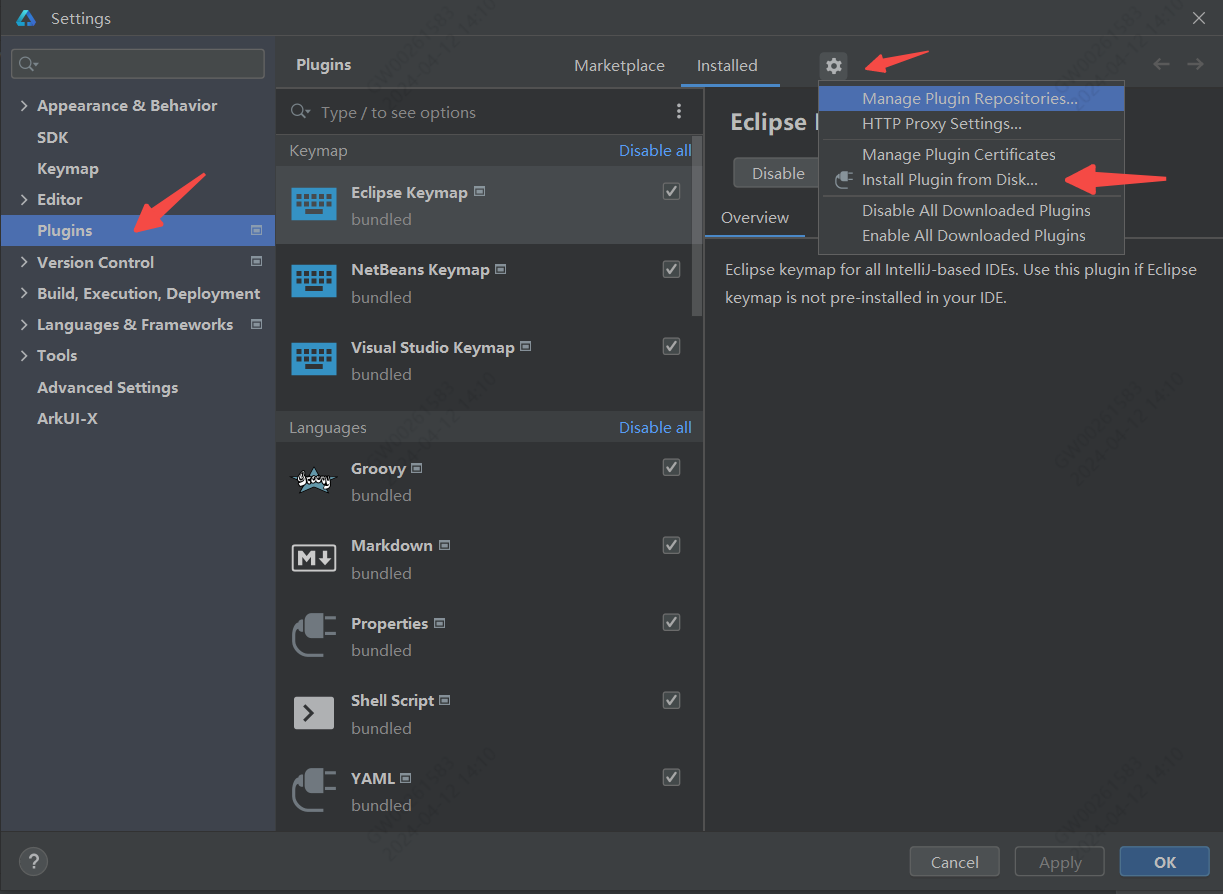 Settings
Appearance & Behavior
SDK
Keymap
Editor
Plugins
Version Control
Build, Execution, Deployment
Languages & Frameworks
Tools
Advanced Settings
ArkUI-X
Plugins
Marketplace
Installed
Type / to see options
Keymap
Disable all
Eclipse Keymap
bundled
NetBeans Keymap
bundled
Visual Studio Keymap
bundled
Languages
Disable all
Groovy
Groovy
bundled
M
Markdown
bundled
Properties
bundled
Shell Script
bundled
YAML
bundled
Manage Plugin Repositories...
HTTP Proxy Settings...
Manage Plugin Certificates
Install Plugin from Disk...
Disable All Downloaded Plugins
Enable All Downloaded Plugins
Eclipse
Disable
Overview
Eclipse keymap for all IntelliJ-based IDEs. Use this plugin if Eclipse
keymap is not pre-installed in your IDE.
?
Cancel
Apply
OK